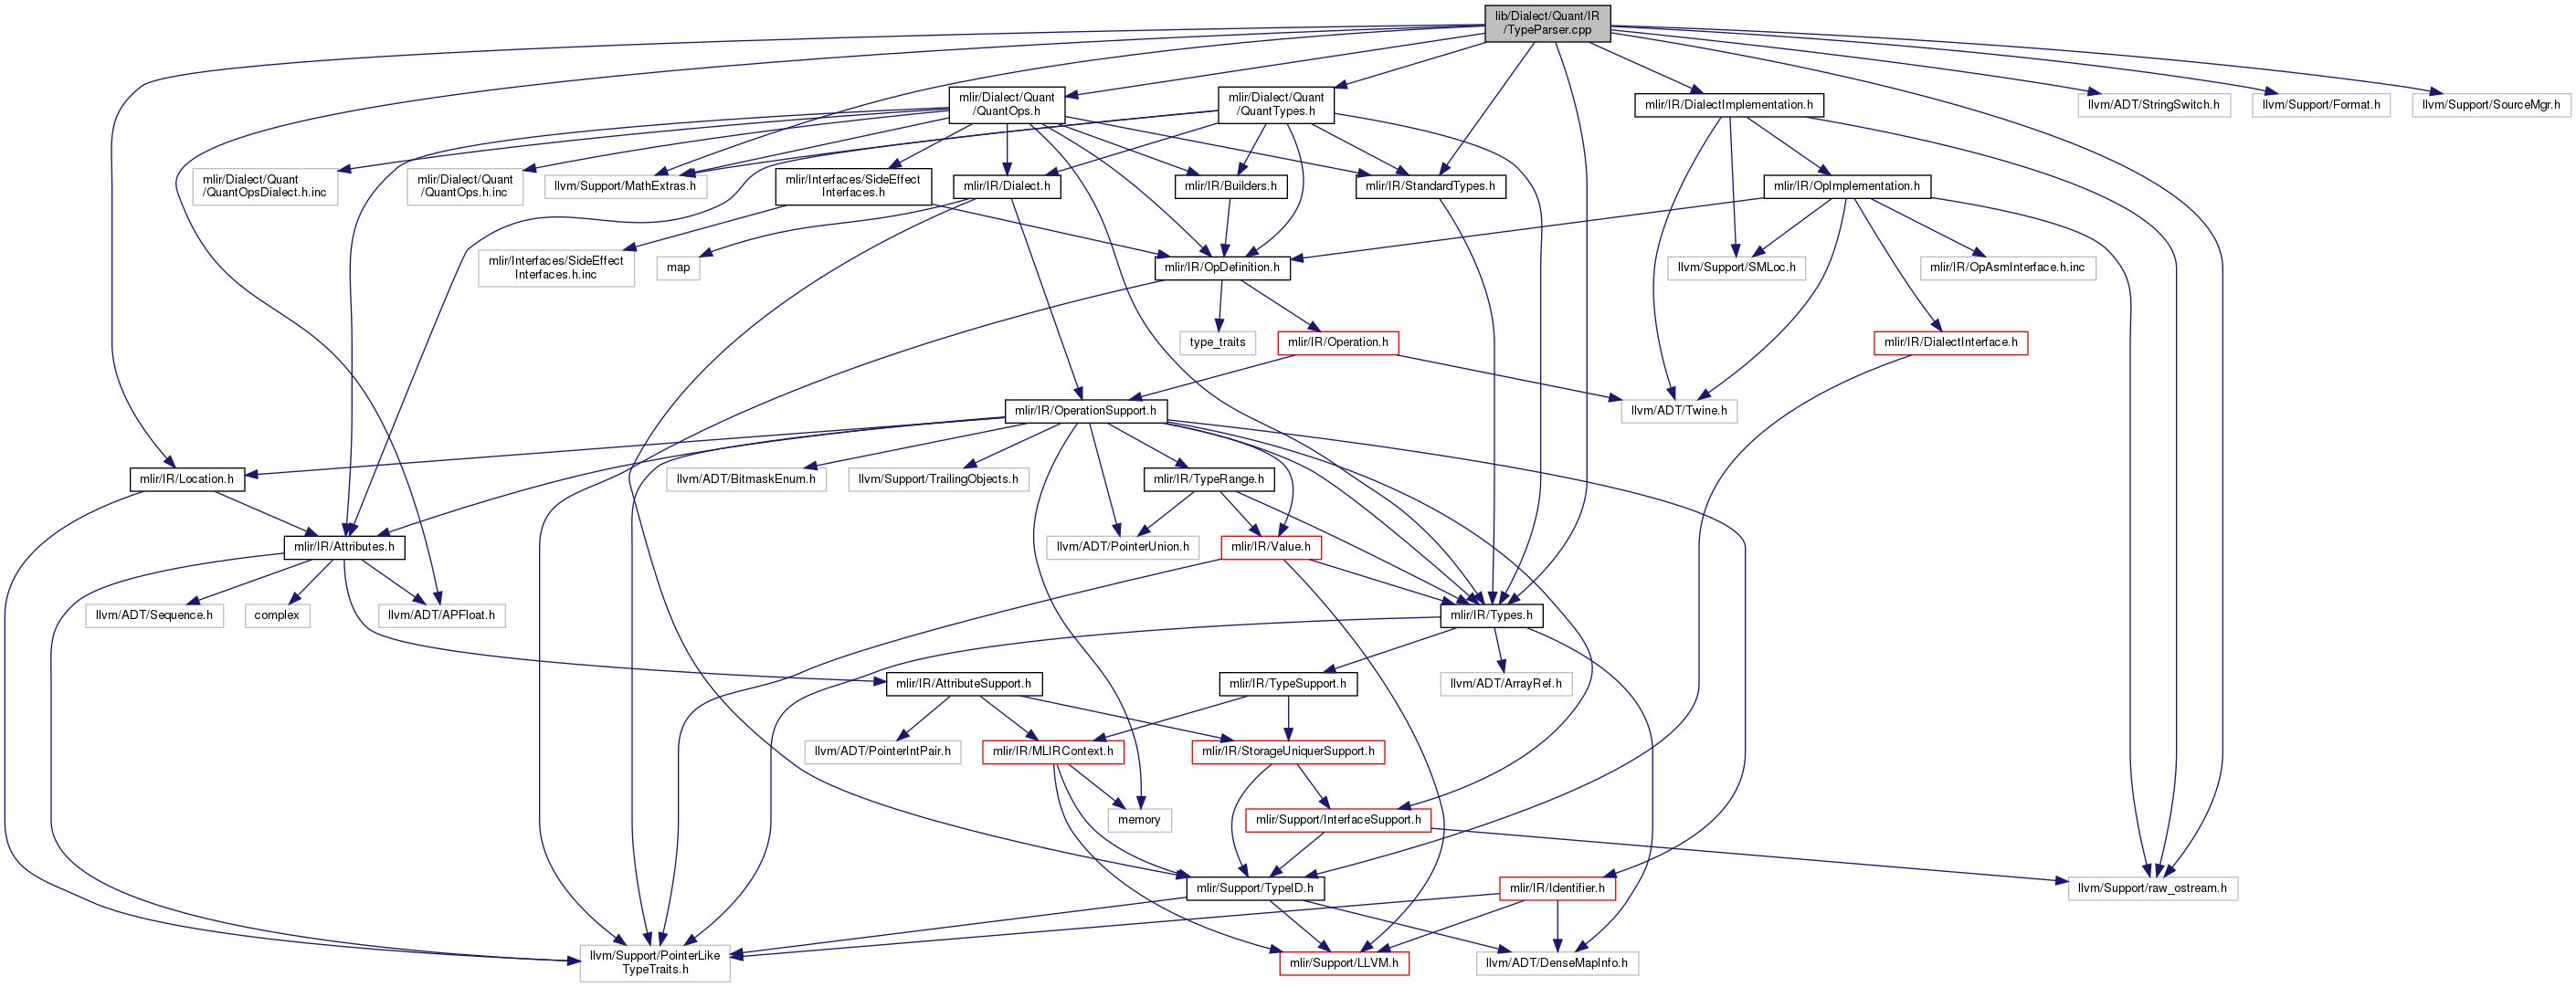 lib/Dialect/Quant/IR
/TypeParser.cpp
mlir/Dialect/Quant
/QuantOps.h
mlir/Dialect/Quant
/QuantTypes.h
mlir/IR/DialectImplementation.h
llvm/ADT/StringSwitch.h
llvm/Support/Format.h
llvm/Support/SourceMgr.h
mlir/Dialect/Quant
/QuantOpsDialect.h.inc
mlir/Dialect/Quant
/QuantOps.h.inc
llvm/Support/MathExtras.h
mlir/Interfaces/SideEffect
Interfaces.h
mlir/IR/Dialect.h
mlir/IR/Builders.h
mlir/IR/StandardTypes.h
mlir/IR/OpImplementation.h
mlir/Interfaces/SideEffect
Interfaces.h.inc
map
mlir/IR/OpDefinition.h
llvm/Support/SMLoc.h
mlir/IR/OpAsmInterface.h.inc
type_traits
mlir/IR/Operation.h
mlir/IR/DialectInterface.h
mlir/IR/OperationSupport.h
llvm/ADT/Twine.h
mlir/IR/Location.h
llvm/ADT/BitmaskEnum.h
llvm/Support/TrailingObjects.h
mlir/IR/TypeRange.h
mlir/IR/Attributes.h
llvm/ADT/PointerUnion.h
mlir/IR/Value.h
llvm/ADT/Sequence.h
complex
llvm/ADT/APFloat.h
mlir/IR/Types.h
mlir/IR/AttributeSupport.h
mlir/IR/TypeSupport.h
llvm/ADT/ArrayRef.h
llvm/ADT/PointerIntPair.h
mlir/IR/MLIRContext.h
mlir/IR/StorageUniquerSupport.h
memory
mlir/Support/InterfaceSupport.h
mlir/Support/TypeID.h
mlir/IR/Identifier.h
llvm/Support/raw_ostream.h
llvm/Support/PointerLike
TypeTraits.h
mlir/Support/LLVM.h
llvm/ADT/DenseMapInfo.h